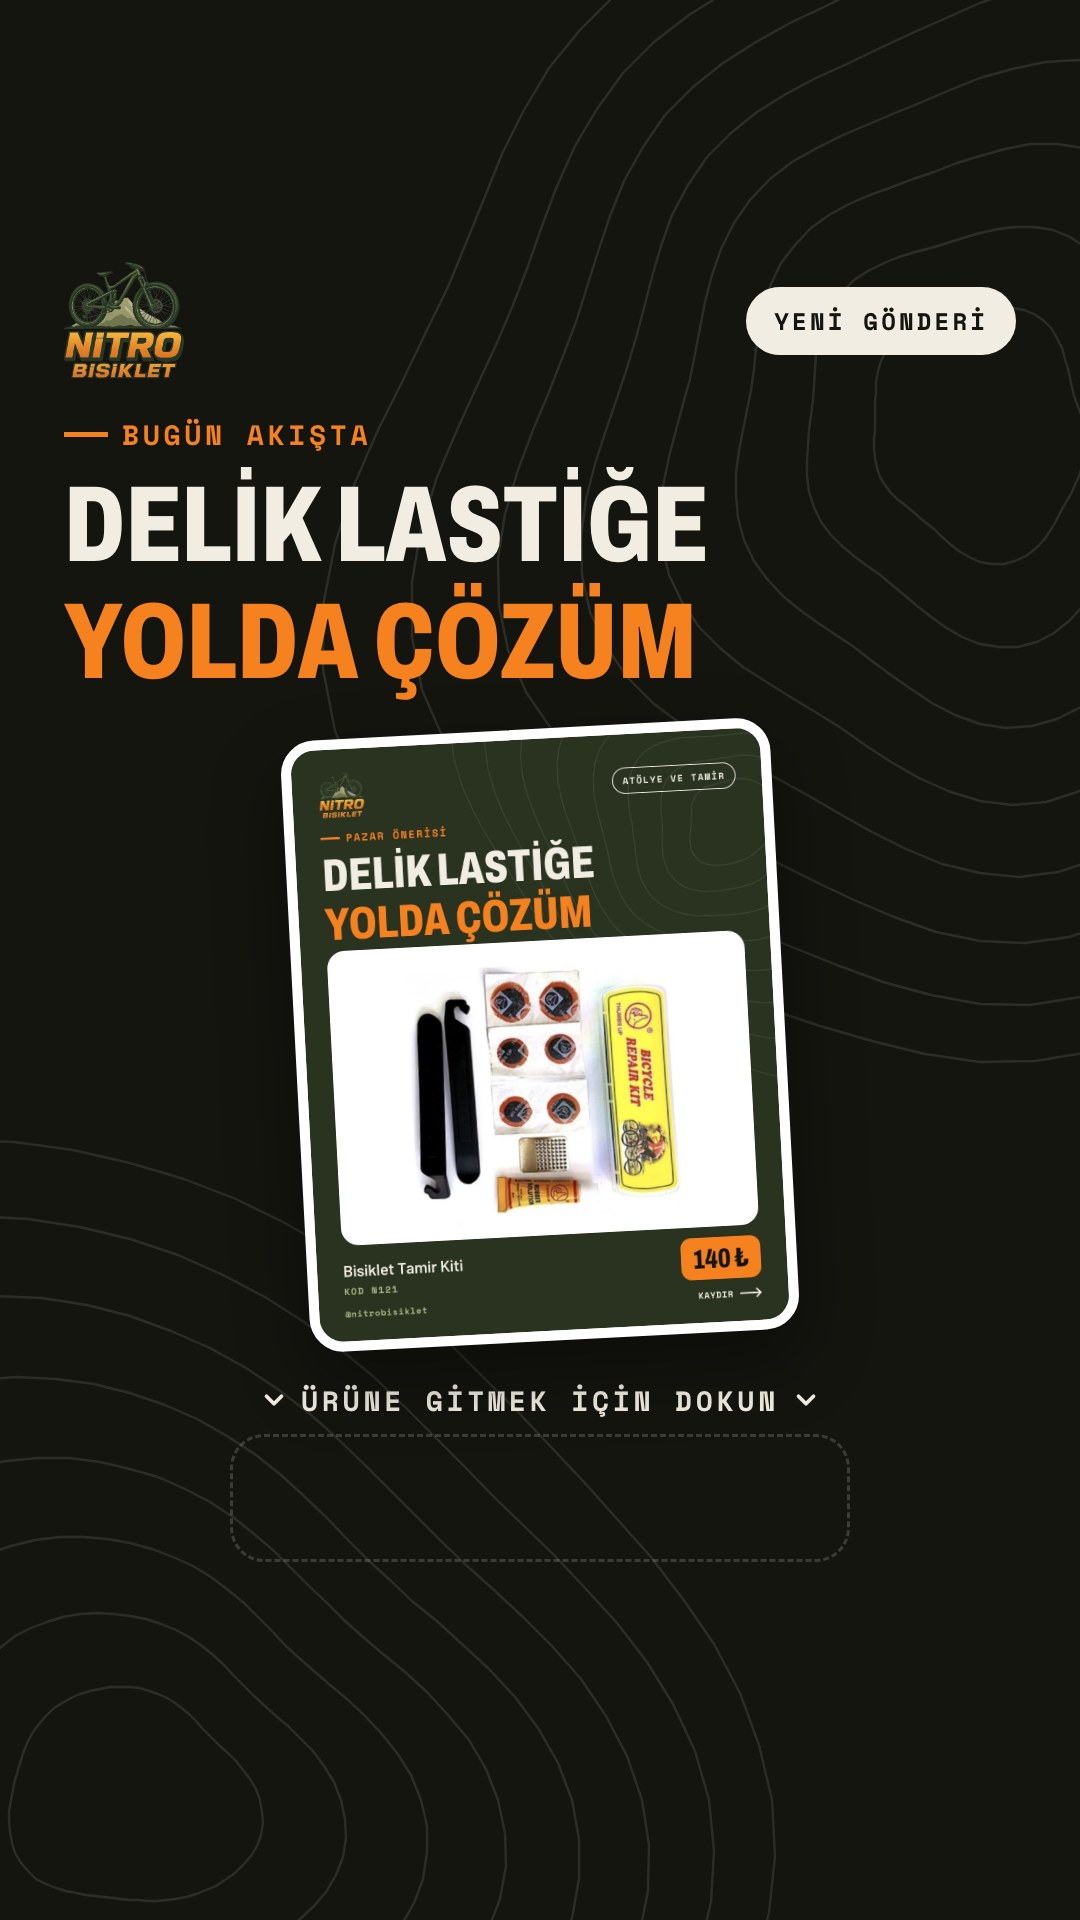 NiTRO
BiSiKLET
YENİ GÖNDERİ
BUGÜN AKIŞTA
DELİK LASTİĞE
YOLDA ÇÖZÜM
NiTRO
BiSiKLET
ATÖLYE VE TAMİR
PAZAR ÖNERİSİ
DELİK LASTİĞE
YOLDA ÇÖZÜM
THUMBS UP
BICYCLE
REPAIR KIT
Bisiklet Tamir Kiti
140 ₺
KOD N121
KAYDIR
@nitrobisiklet
ÜRÜNE GİTMEK İÇİN DOKUN